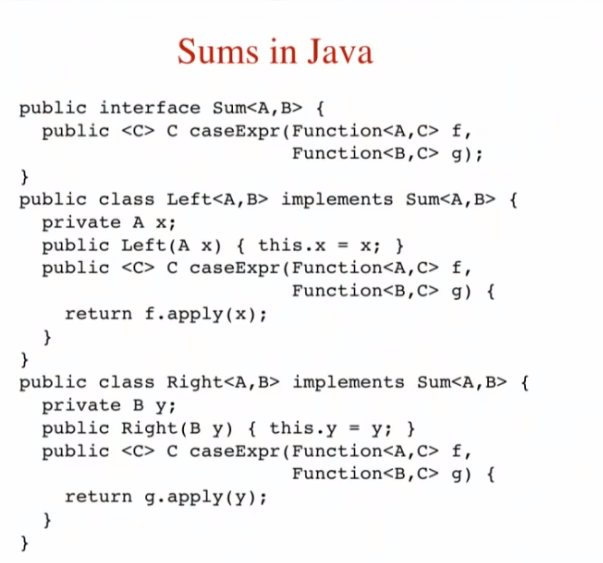 Sums in Java
public interface Sum<A,B> {
  public <C> C caseExpr(Function<A,C> f,
                        Function<B,C> g);
}
public class Left<A,B> implements Sum<A,B> {
  private A x;
  public Left(A x) { this.x = x; }
  public <C> C caseExpr(Function<A,C> f,
                        Function<B,C> g) {
    return f.apply(x);
  }
}
public class Right<A,B> implements Sum<A,B> {
  private B y;
  public Right(B y) { this.y = y; }
  public <C> C caseExpr(Function<A,C> f,
                        Function<B,C> g) {
    return g.apply(y);
  }
}